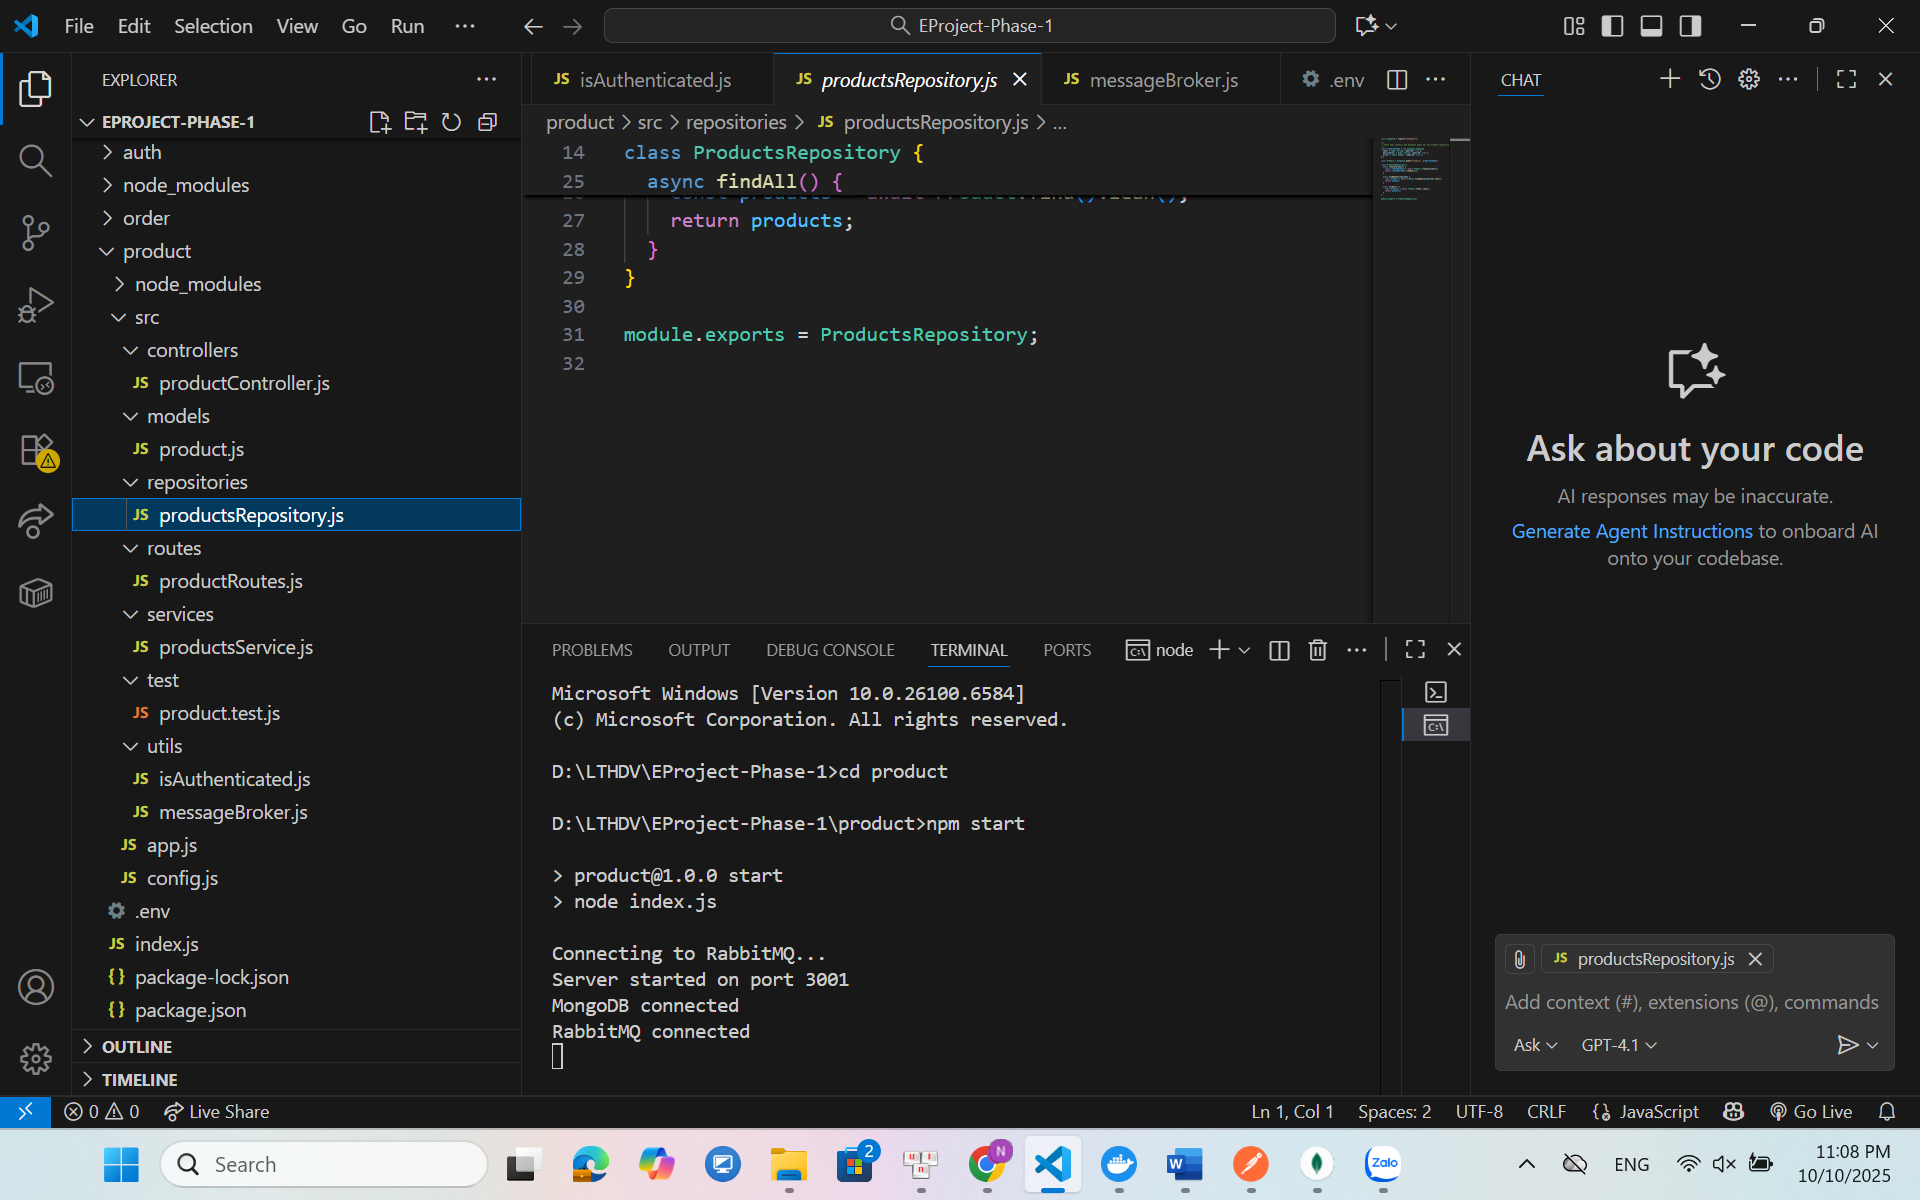 File Edit Selection View Go Run ··· EProject-Phase-1
EXPLORER
EPROJECT-PHASE-1
auth
node_modules
order
product
node_modules
src
controllers
JS productController.js
models
JS product.js
repositories
JS productsRepository.js
routes
JS productRoutes.js
services
JS productsService.js
test
JS product.test.js
utils
JS isAuthenticated.js
JS messageBroker.js
JS app.js
JS config.js
.env
JS index.js
{} package-lock.json
{} package.json
OUTLINE
TIMELINE
JS isAuthenticated.js JS productsRepository.js JS messageBroker.js .env
product > src > repositories > JS productsRepository.js > ...
14 class ProductsRepository {
25 async findAll() {
27 return products;
28 }
29 }
30
31 module.exports = ProductsRepository;
32
PROBLEMS OUTPUT DEBUG CONSOLE TERMINAL PORTS node
Microsoft Windows [Version 10.0.26100.6584]
(c) Microsoft Corporation. All rights reserved.
D:\LTHDV\EProject-Phase-1>cd product
D:\LTHDV\EProject-Phase-1\product>npm start
> product@1.0.0 start
> node index.js
Connecting to RabbitMQ...
Server started on port 3001
MongoDB connected
RabbitMQ connected
CHAT
Ask about your code
AI responses may be inaccurate.
Generate Agent Instructions to onboard AI
onto your codebase.
JS productsRepository.js
Add context (#), extensions (@), commands
Ask GPT-4.1
0 0 Live Share Ln 1, Col 1 Spaces: 2 UTF-8 CRLF JavaScript Go Live
Search 2 N Zalo ENG 11:08 PM
10/10/2025